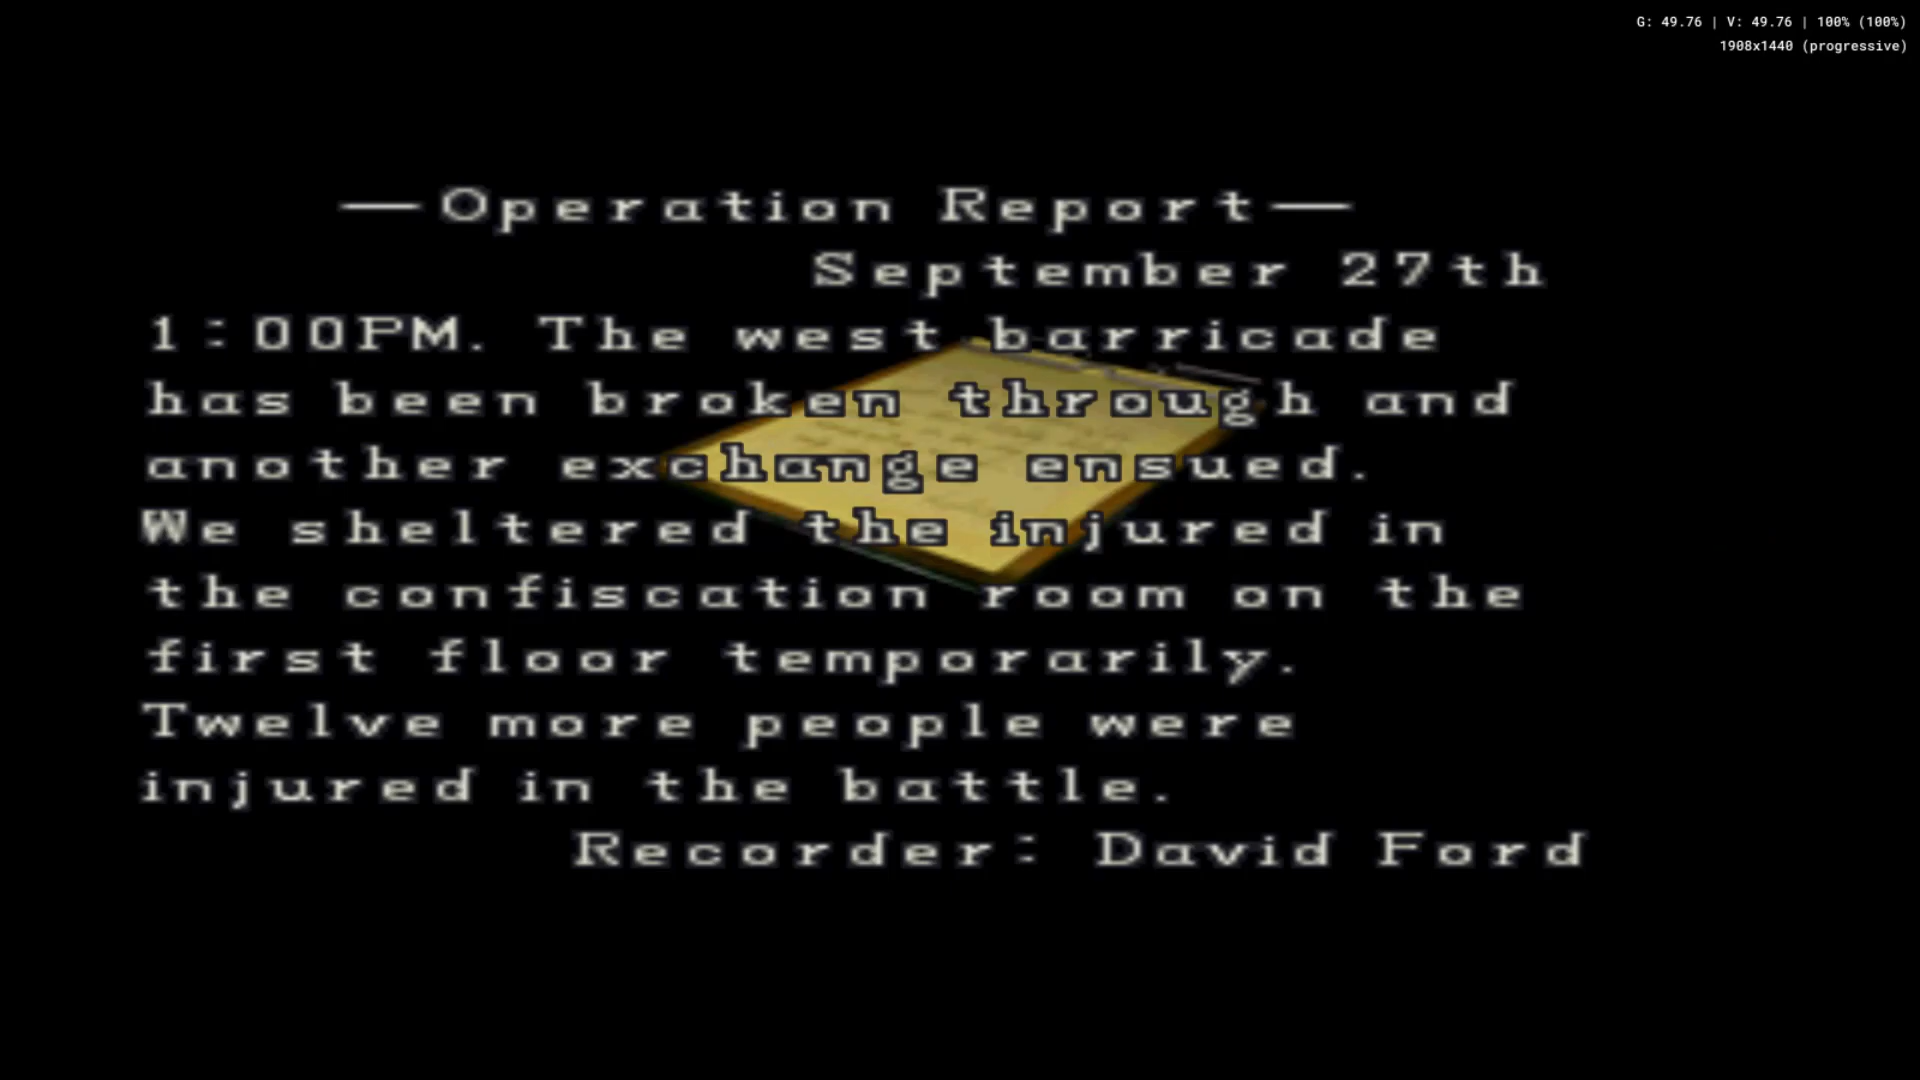 G: 49.76 | V: 49.76 | 100% (100%)
1908x1440 (progressive)
—Operation Report—
September 27th
1:00PM. The west barricade
has been broken through and
another exchange ensued.
We sheltered the injured in
the confiscation room on the
first floor temporarily.
Twelve more people were
injured in the battle.
Recorder: David Ford